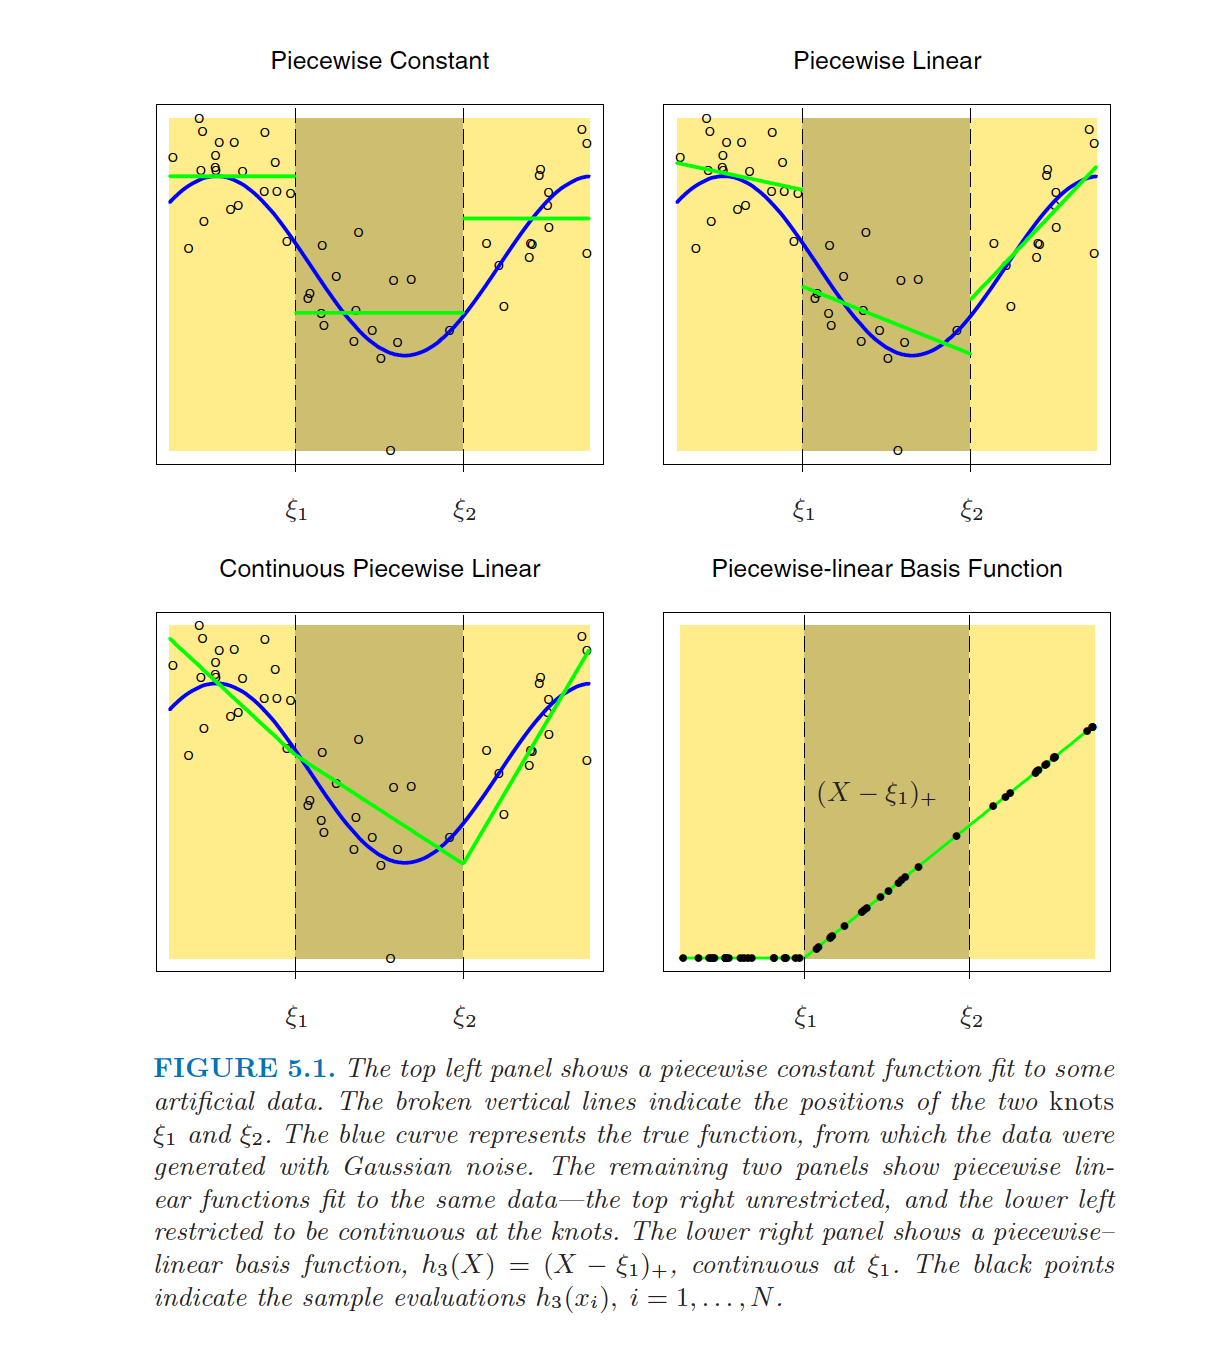 Piecewise Constant
Piecewise Linear
ξ1
ξ2
ξ1
ξ2
Continuous Piecewise Linear
Piecewise-linear Basis Function
(X − ξ1)+
ξ1
ξ2
ξ1
ξ2
FIGURE 5.1. The top left panel shows a piecewise constant function fit to some
artificial data. The broken vertical lines indicate the positions of the two knots
ξ1 and ξ2. The blue curve represents the true function, from which the data were
generated with Gaussian noise. The remaining two panels show piecewise lin-
ear functions fit to the same data—the top right unrestricted, and the lower left
restricted to be continuous at the knots. The lower right panel shows a piecewise–
linear basis function, h3(X) = (X − ξ1)+, continuous at ξ1. The black points
indicate the sample evaluations h3(xi), i = 1, . . . , N.